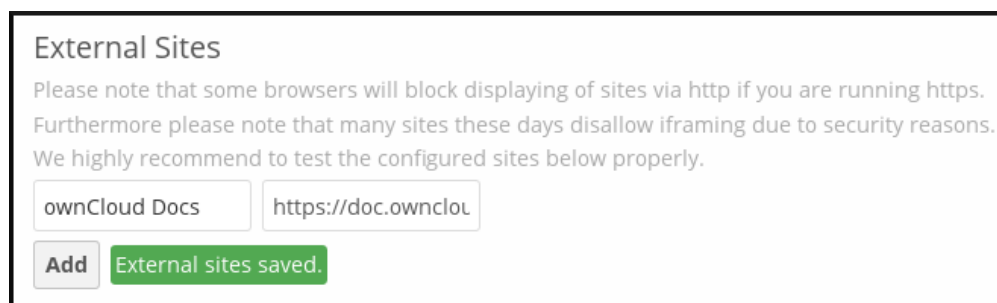 External Sites
Please note that some browsers will block displaying of sites via http if you are running https.
Furthermore please note that many sites these days disallow iframing due to security reasons.
We highly recommend to test the configured sites below properly.
ownCloud Docs https://doc.ownclou
Add External sites saved.